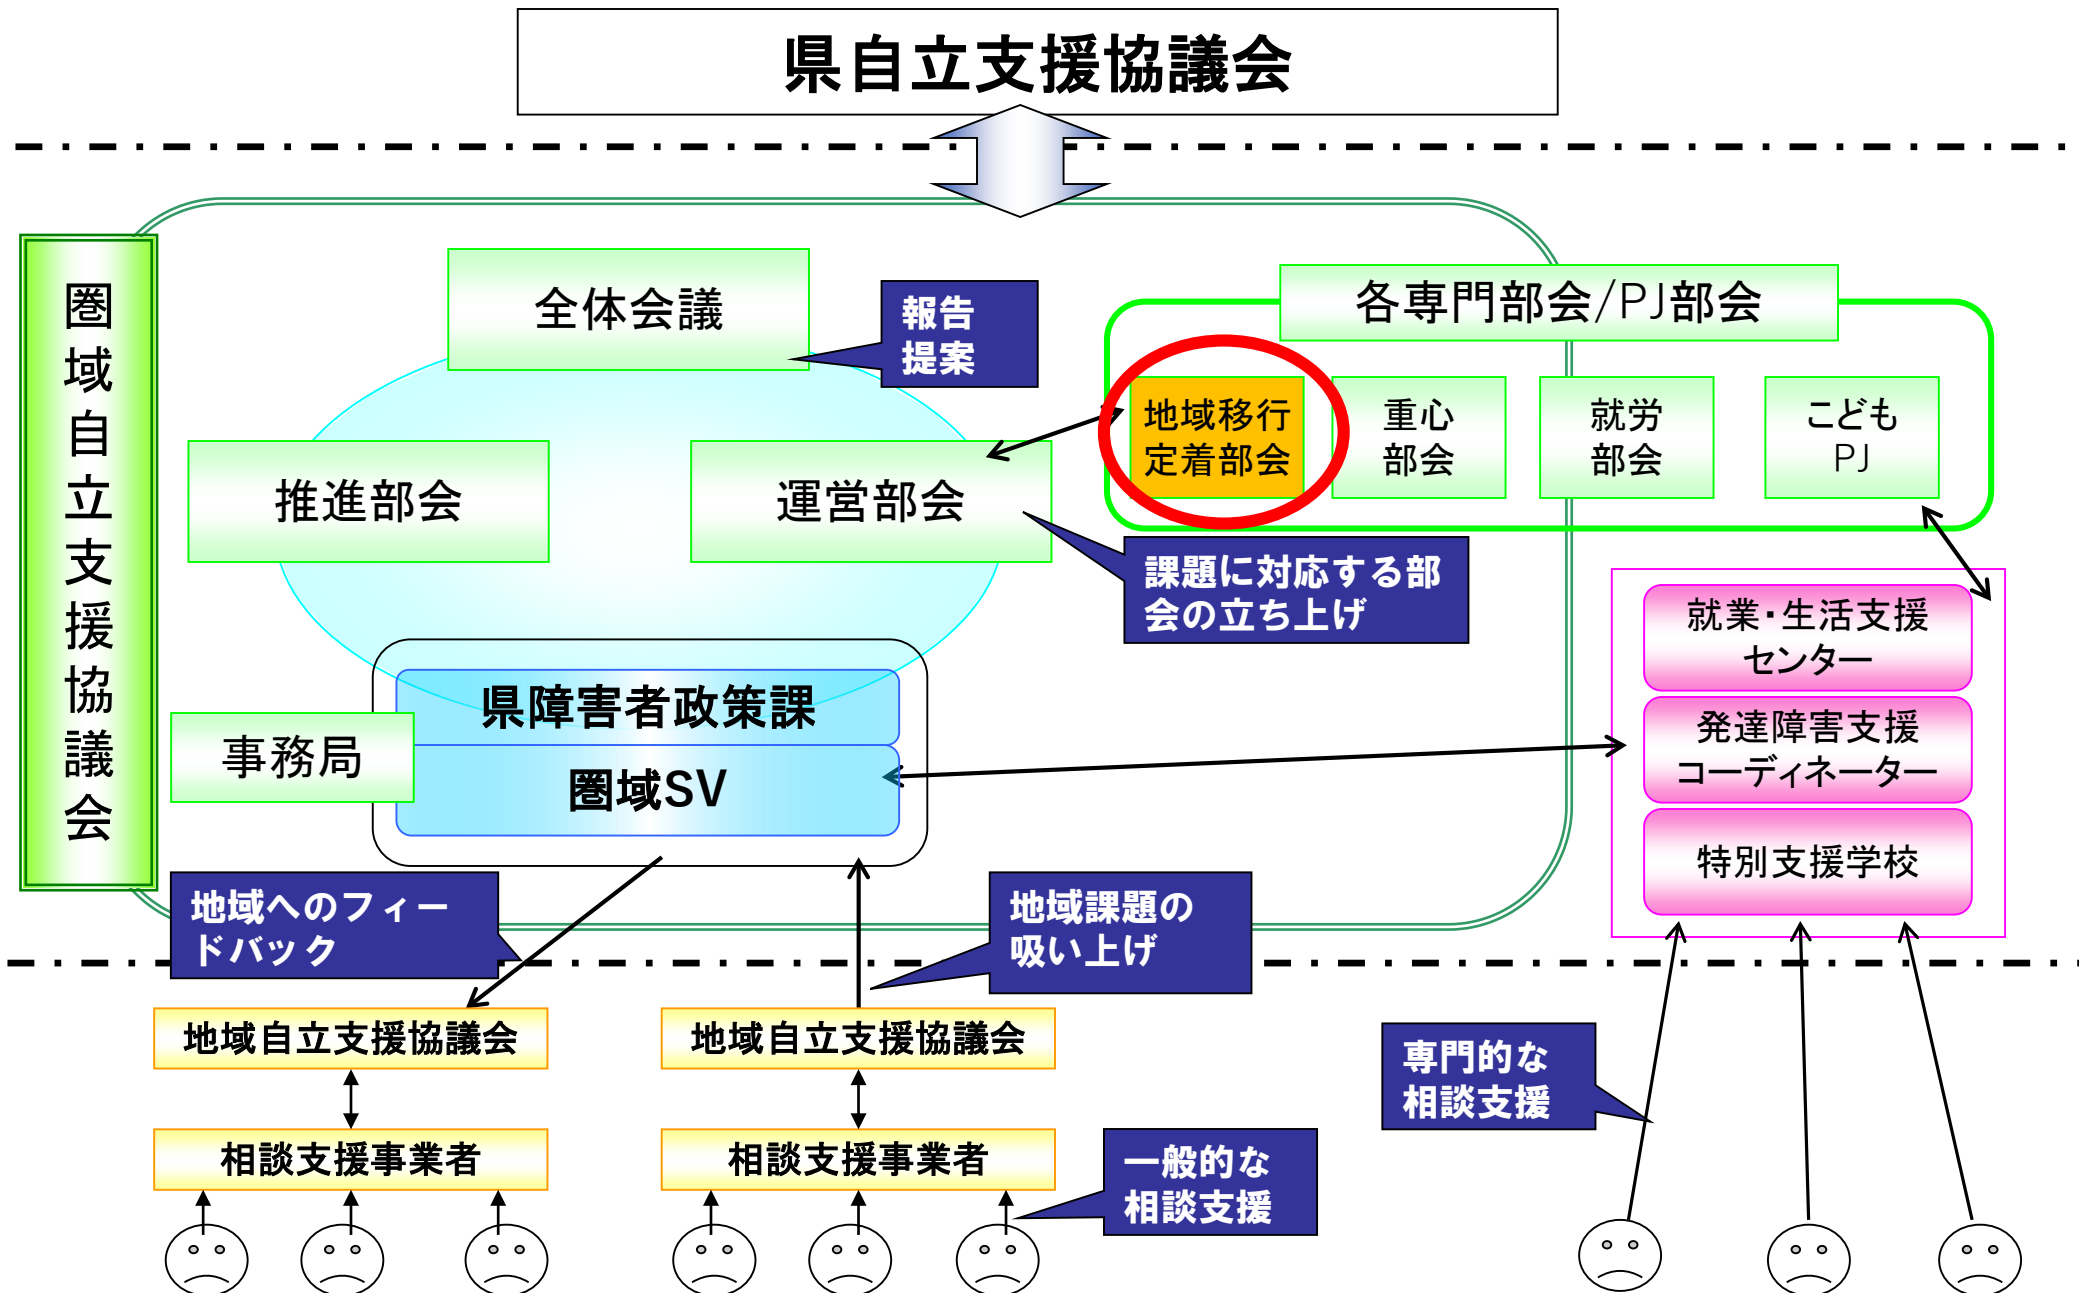 県自立支援協議会
圏域自立支援協議会
全体会議
報告
提案
各専門部会/PJ部会
地域移行
定着部会
重心
部会
就労
部会
こども
PJ
推進部会
運営部会
課題に対応する部
会の立ち上げ
就業・生活支援
センター
発達障害支援
コーディネーター
特別支援学校
県障害者政策課
事務局
圏域SV
地域へのフィー
ドバック
地域課題の
吸い上げ
地域自立支援協議会
地域自立支援協議会
専門的な
相談支援
相談支援事業者
相談支援事業者
一般的な
相談支援